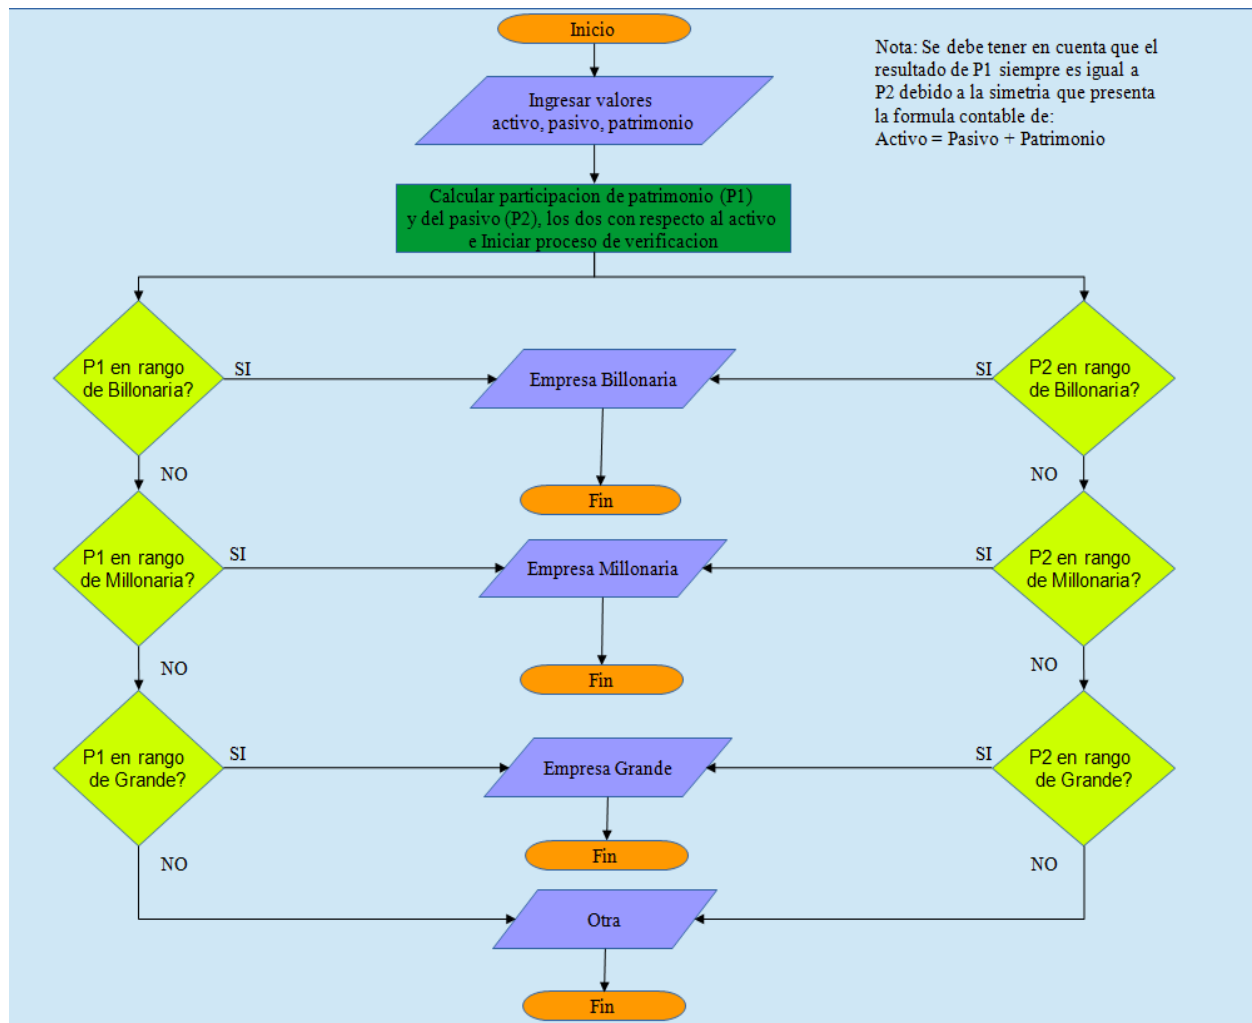 Inicio
Nota: Se debe tener en cuenta que el
resultado de P1 siempre es igual a
P2 debido a la simetria que presenta
la formula contable de:
Activo = Pasivo + Patrimonio
Ingresar valores
activo, pasivo, patrimonio
Calcular participacion de patrimonio (P1)
y del pasivo (P2), los dos con respecto al activo
e Iniciar proceso de verificacion
P1 en rango
de Billonaria?
SI
Empresa Billonaria
SI
P2 en rango
de Billonaria?
NO
NO
Fin
P1 en rango
de Millonaria?
SI
Empresa Millonaria
SI
P2 en rango
de Millonaria?
NO
NO
Fin
P1 en rango
de Grande?
SI
Empresa Grande
SI
P2 en rango
de Grande?
NO
NO
Fin
Otra
Fin